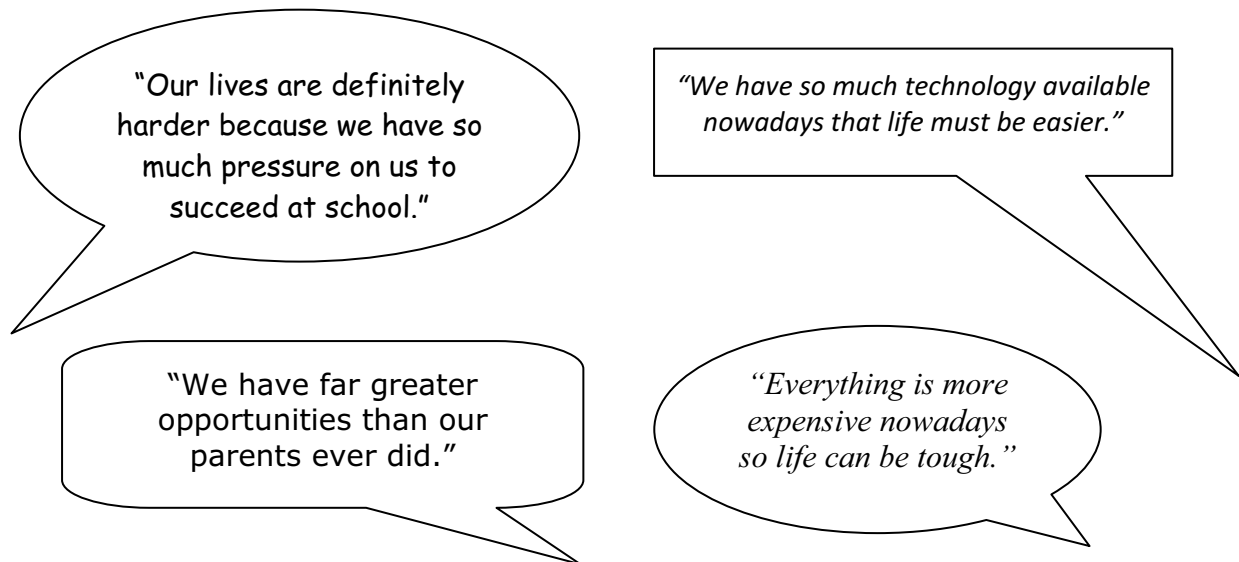 “Our lives are definitely
harder because we have so
much pressure on us to
succeed at school.”
“We have so much technology available
nowadays that life must be easier.”
“We have far greater
opportunities than our
parents ever did.”
“Everything is more
expensive nowadays
so life can be tough.”